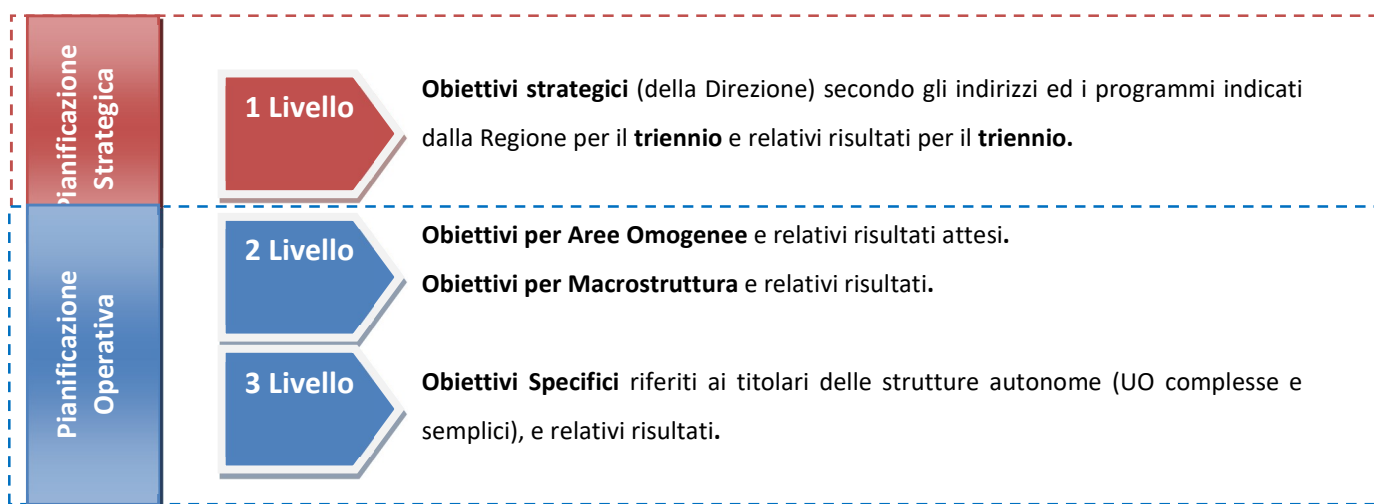 Pianificazione
Strategica
1 Livello
Obiettivi strategici (della Direzione) secondo gli indirizzi ed i programmi indicati
dalla Regione per il triennio e relativi risultati per il triennio.
Pianificazione
Operativa
2 Livello
Obiettivi per Aree Omogenee e relativi risultati attesi.
Obiettivi per Macrostruttura e relativi risultati.
3 Livello
Obiettivi Specifici riferiti ai titolari delle strutture autonome (UO complesse e
semplici), e relativi risultati.